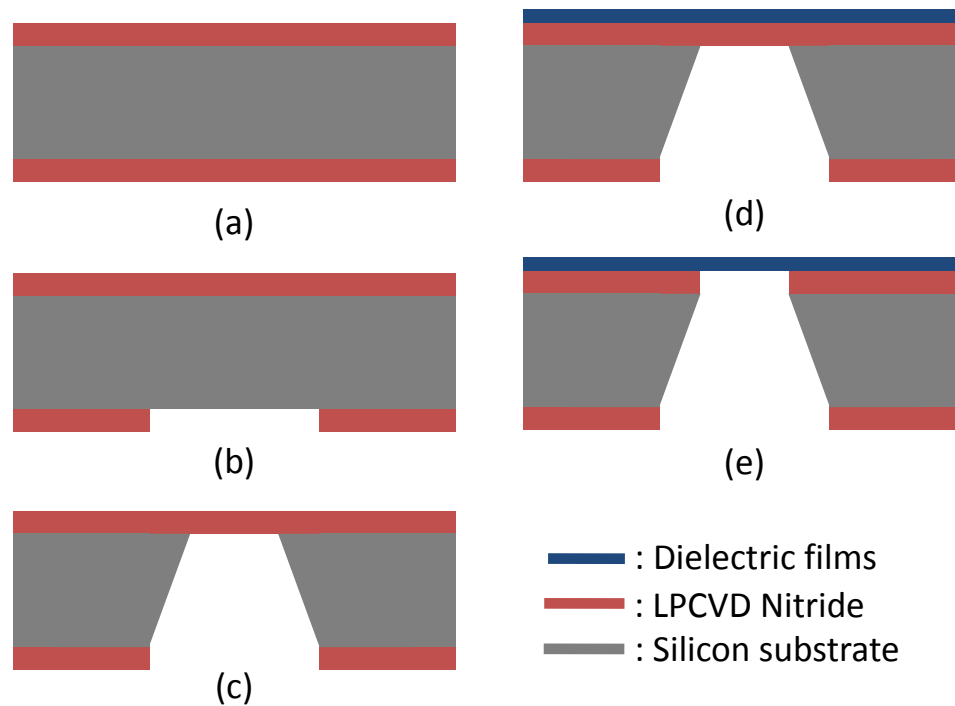 (a)
(b)
(c)
(d)
(e)
: Dielectric films
: LPCVD Nitride
: Silicon substrate